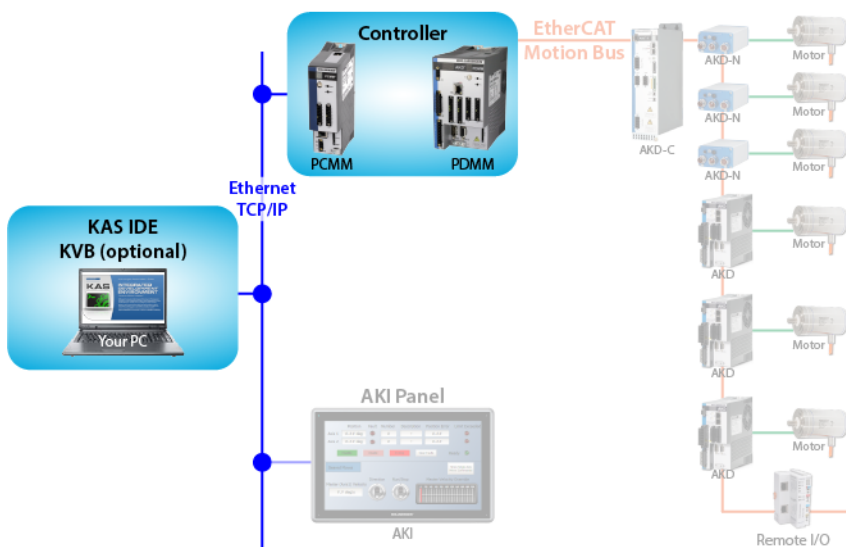 Controller
PCMM
PDMM
EtherCAT
Motion Bus
AKD-C
AKD-N
Motor
AKD-N
Motor
AKD-N
Motor
AKD
Motor
AKD
Motor
AKD
Motor
Remote I/O
Ethernet
TCP/IP
KAS IDE
KVB (optional)
KAS
Your PC
AKI Panel
AKI